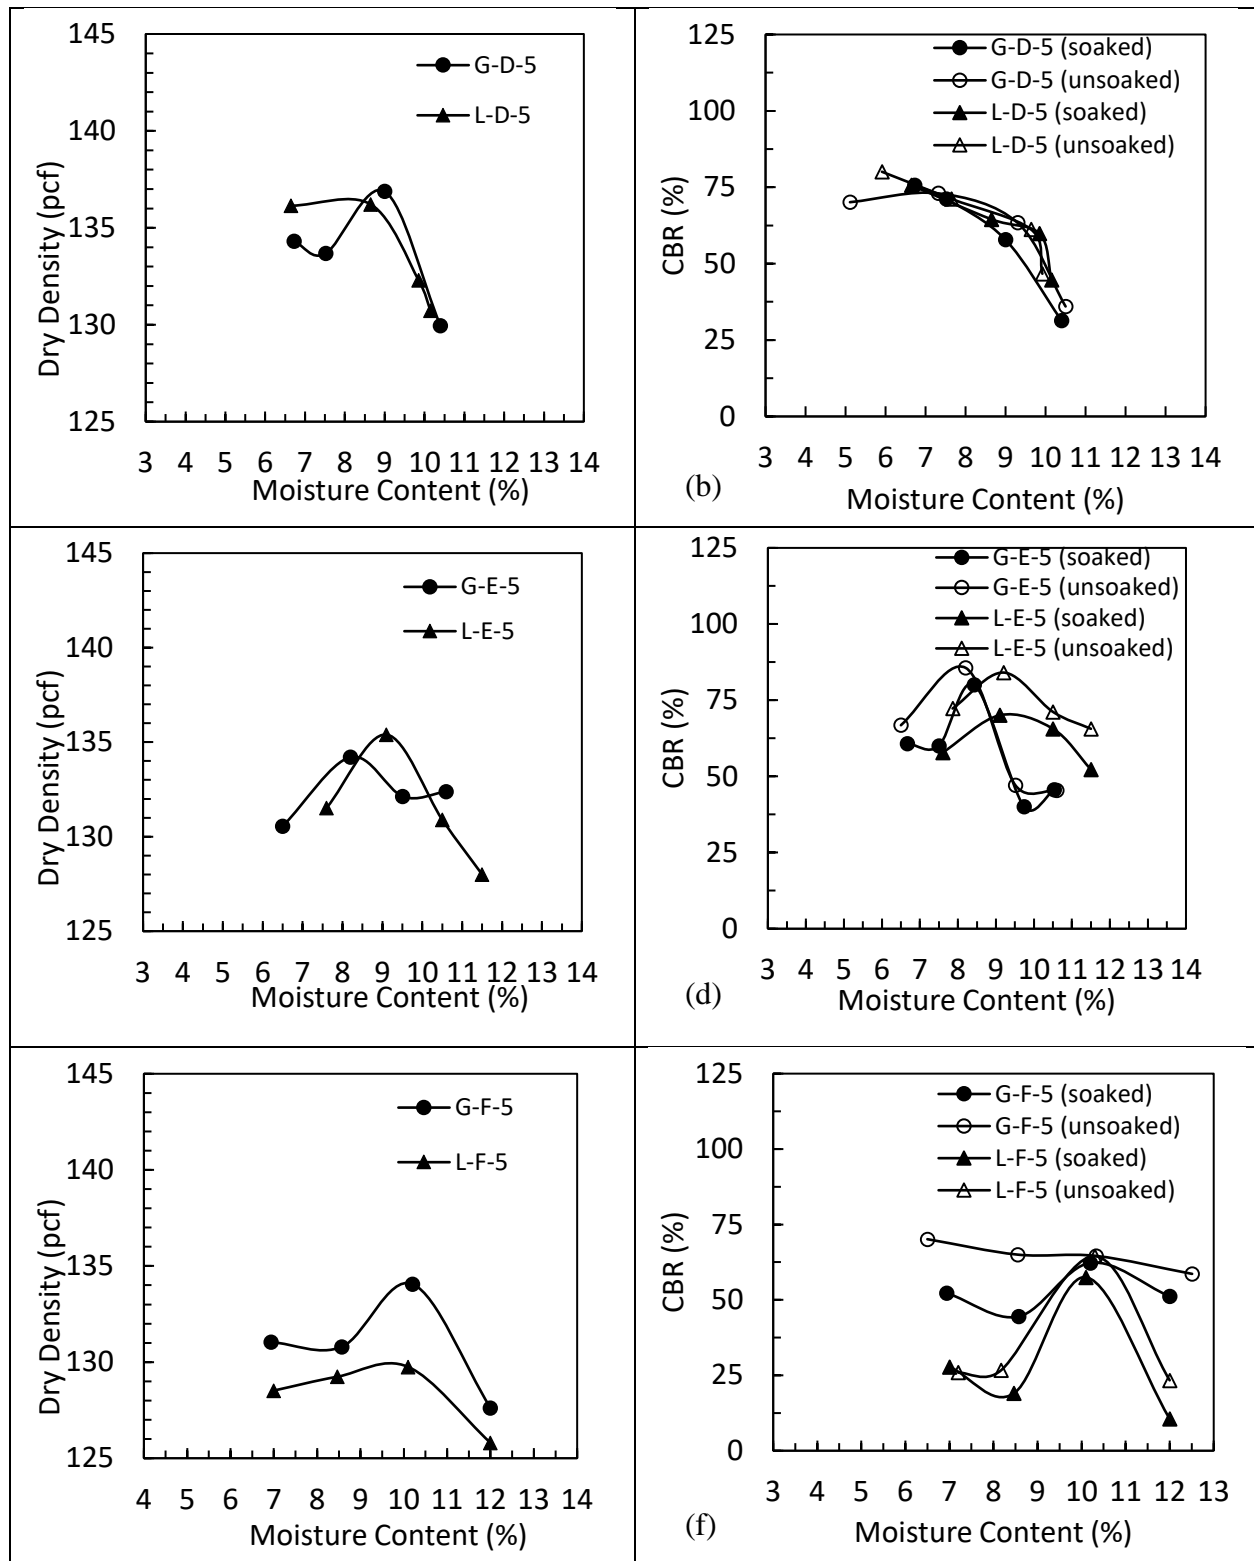 145
140
135
130
125
Dry Density (pcf)
G-D-5
L-D-5
3 4 5 6 7 8 9 10 11 12 13 14
Moisture Content (%)
125
100
75
50
25
0
CBR (%)
G-D-5 (soaked)
G-D-5 (unsoaked)
L-D-5 (soaked)
L-D-5 (unsoaked)
3 4 5 6 7 8 9 10 11 12 13 14
(b)
Moisture Content (%)
145
140
135
130
125
Dry Density (pcf)
G-E-5
L-E-5
3 4 5 6 7 8 9 10 11 12 13 14
Moisture Content (%)
125
100
75
50
25
0
CBR (%)
G-E-5 (soaked)
G-E-5 (unsoaked)
L-E-5 (soaked)
L-E-5 (unsoaked)
3 4 5 6 7 8 9 10 11 12 13 14
(d)
Moisture Content (%)
145
140
135
130
125
Dry Density (pcf)
G-F-5
L-F-5
4 5 6 7 8 9 10 11 12 13 14
Moisture Content (%)
125
100
75
50
25
0
CBR (%)
G-F-5 (soaked)
G-F-5 (unsoaked)
L-F-5 (soaked)
L-F-5 (unsoaked)
3 4 5 6 7 8 9 10 11 12 13
(f)
Moisture Content (%)